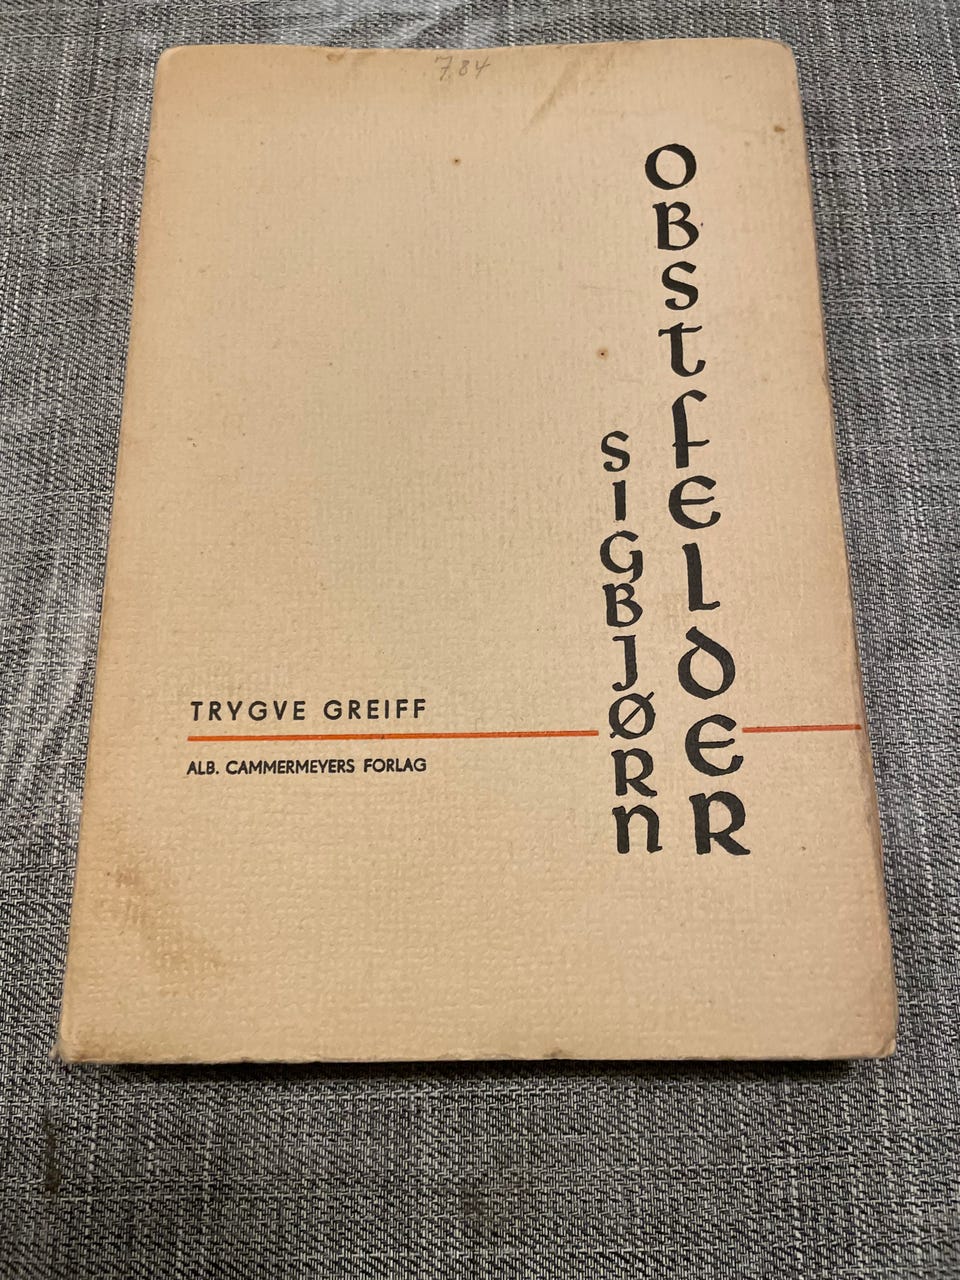 784
SIGBJØRN
OBSTFELDER
TRYGVE GREIFF
ALB. CAMMERMEYERS FORLAG